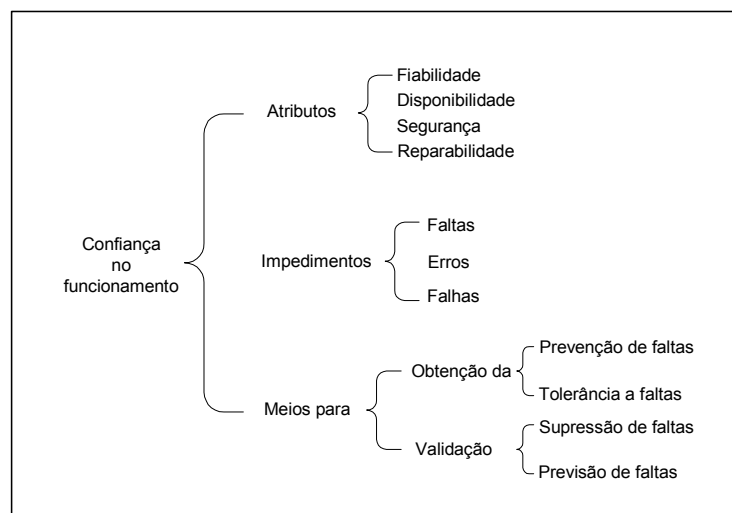 Fiabilidade
Disponibilidade
Atributos
Segurança
Reparabilidade
Confiança
no
funcionamento
Impedimentos
Faltas
Erros
Falhas
Meios para
Obtenção da
Prevenção de faltas
Tolerância a faltas
Validação
Supressão de faltas
Previsão de faltas